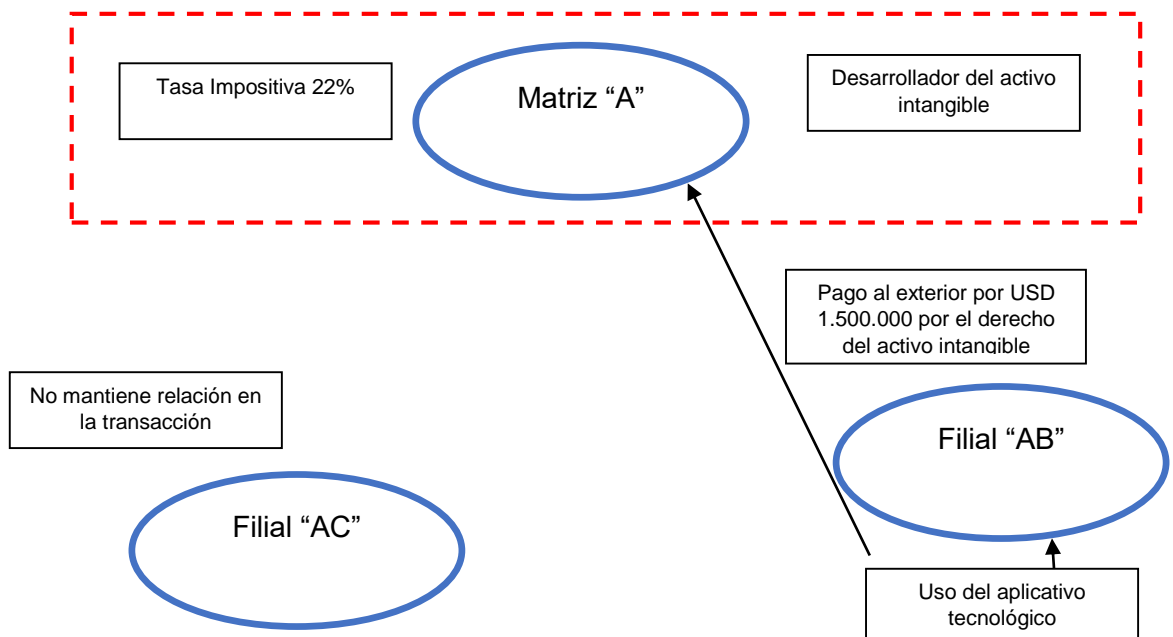 Tasa Impositiva 22%
Matriz “A”
Desarrollador del activo
intangible
Pago al exterior por USD
1.500.000 por el derecho
del activo intangible
No mantiene relación en
la transacción
Filial “AB”
Filial “AC”
Uso del aplicativo
tecnológico